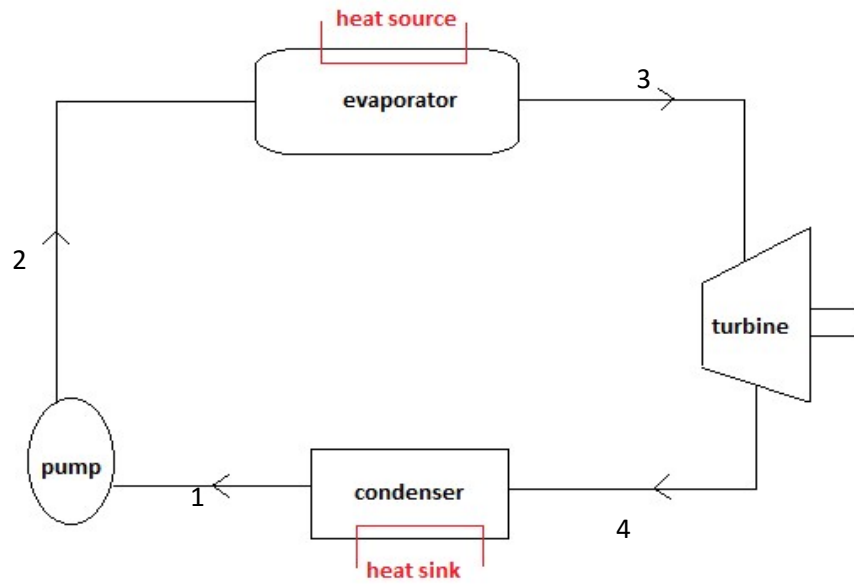 heat source
evaporator
3
2
turbine
pump
1
condenser
4
heat sink